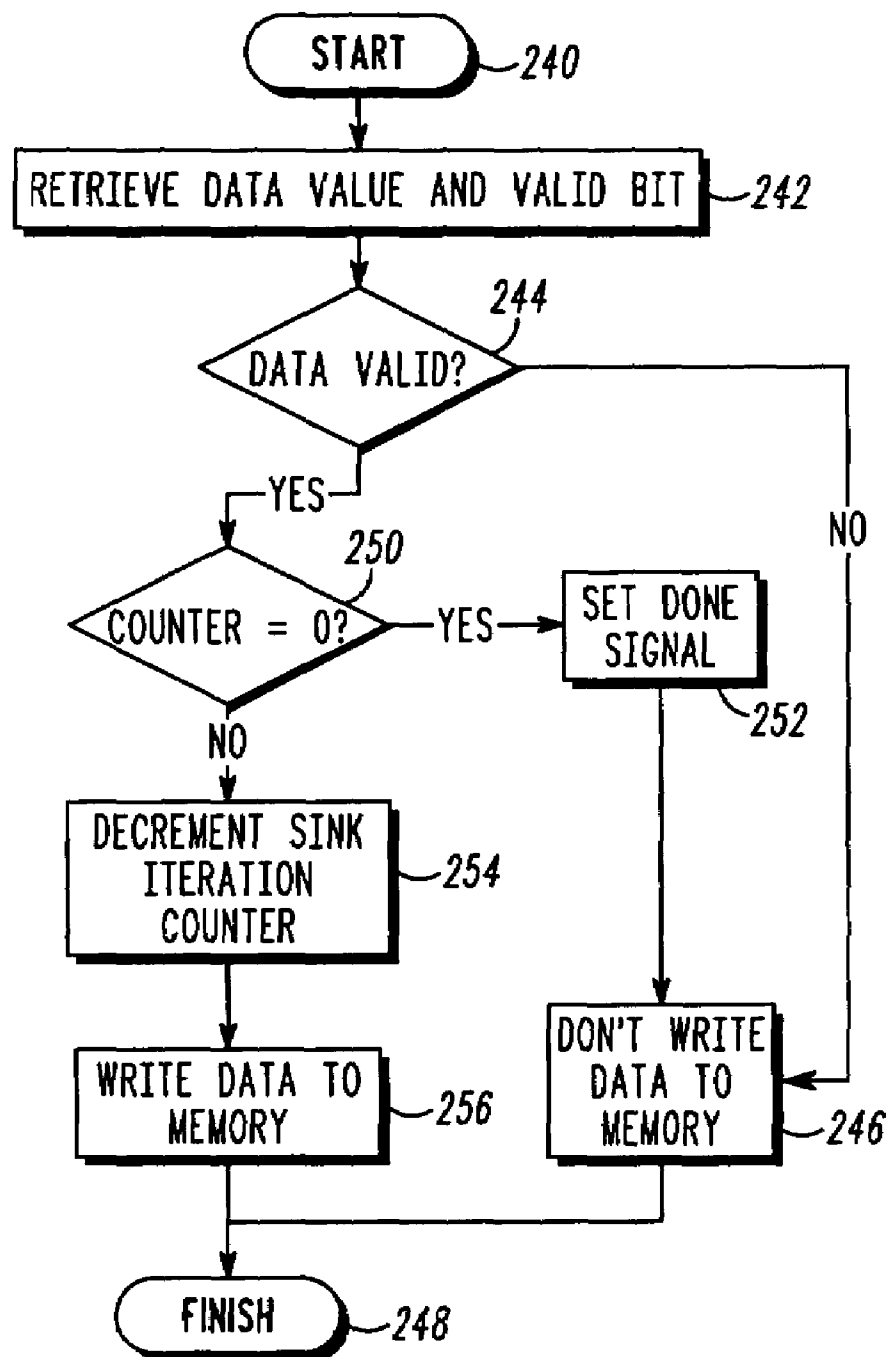 START
240
RETRIEVE DATA VALUE AND VALID BIT
242
244
DATA VALID?
YES
NO
250
COUNTER = 0?
YES
SET DONE
SIGNAL
252
NO
DECREMENT SINK
ITERATION
COUNTER
254
WRITE DATA TO
MEMORY
256
DON'T WRITE
DATA TO
MEMORY
246
FINISH
248